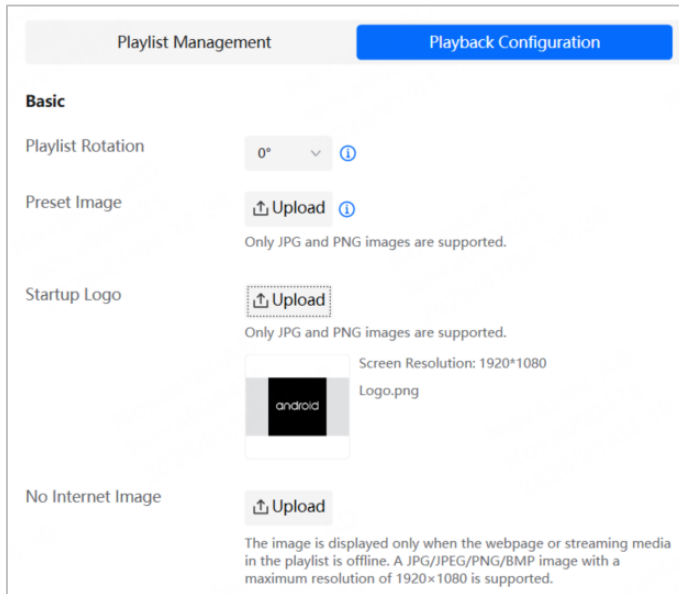 Playlist Management
Playback Configuration
Basic
Playlist Rotation
0°
Preset Image
Upload
Only JPG and PNG images are supported.
Startup Logo
Upload
Only JPG and PNG images are supported.
Screen Resolution: 1920*1080
Logo.png
android
No Internet Image
Upload
The image is displayed only when the webpage or streaming media
in the playlist is offline. A JPG/JPEG/PNG/BMP image with a
maximum resolution of 1920×1080 is supported.